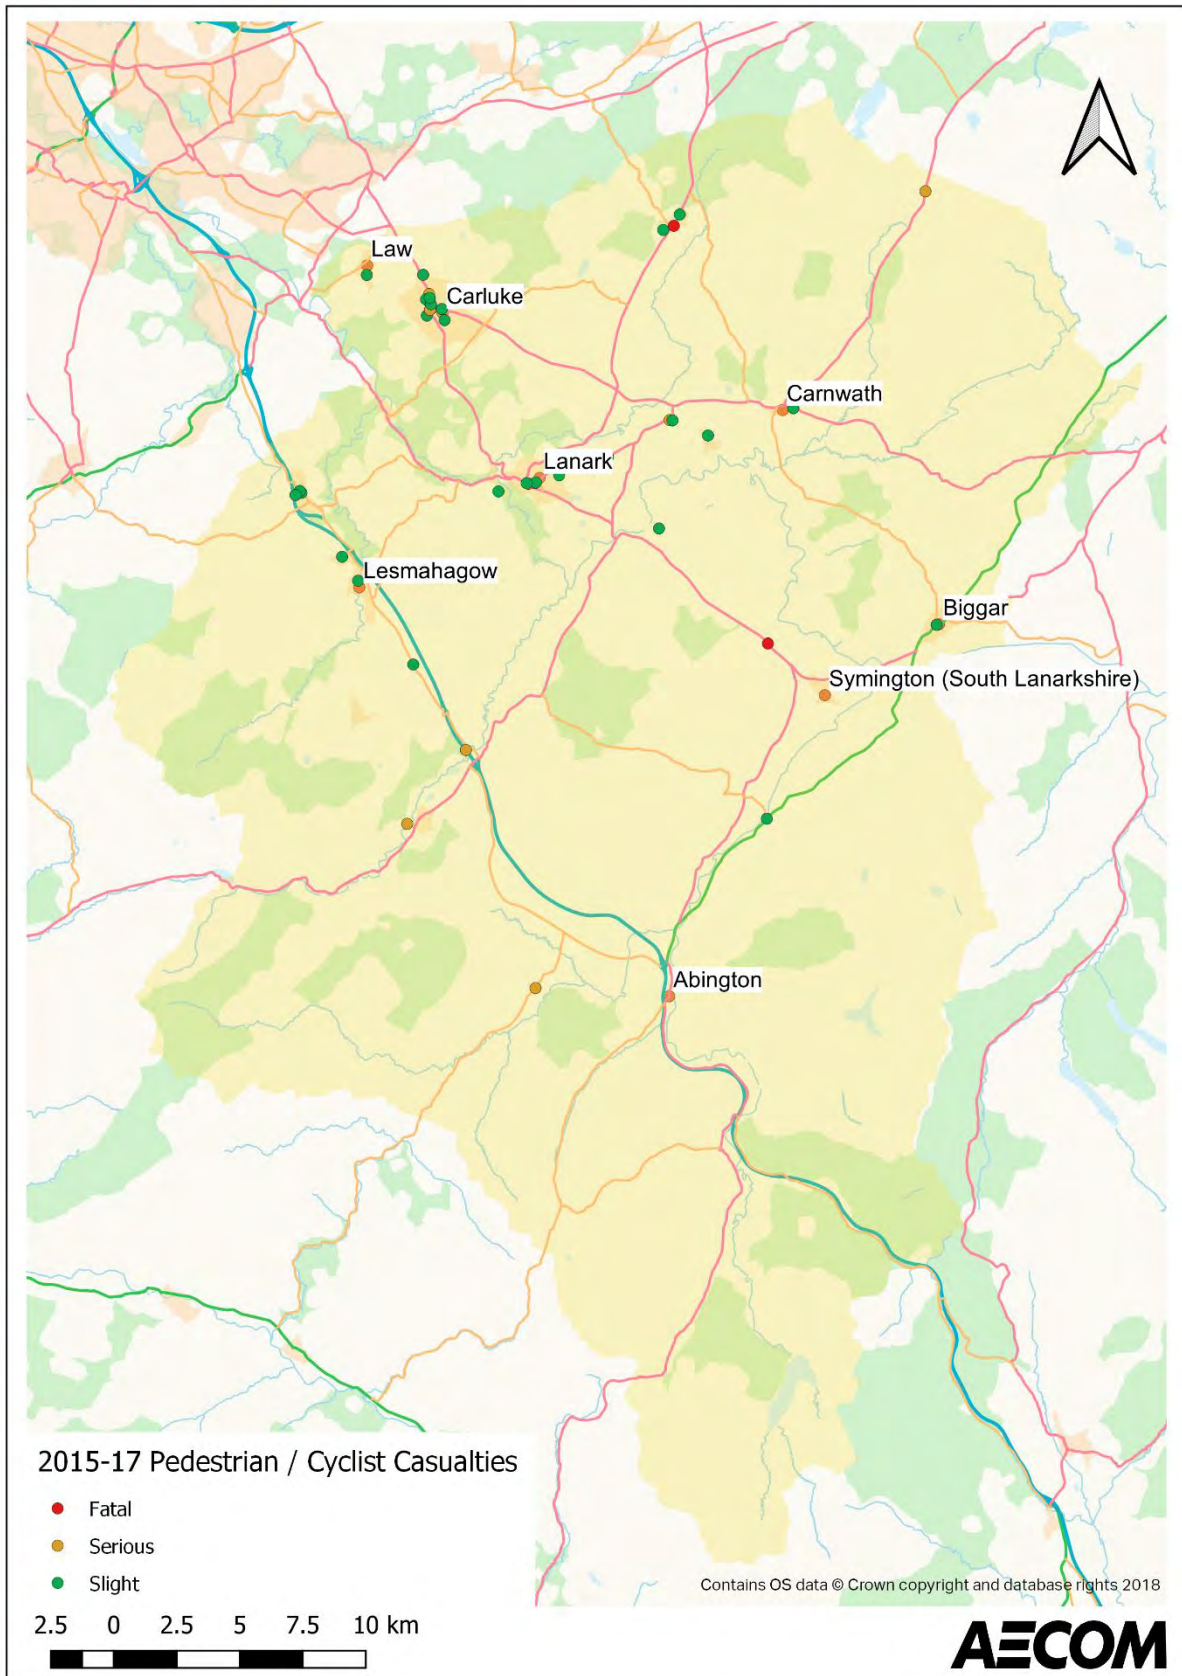 Law
Carluke
Carnwath
Lanark
Lesmahagow
Biggar
Symington (South Lanarkshire)
Abington
2015-17 Pedestrian / Cyclist Casualties
Fatal
Serious
Slight
Contains OS data © Crown copyright and database rights 2018
2.5 0 2.5 5 7.5 10 km
AECOM